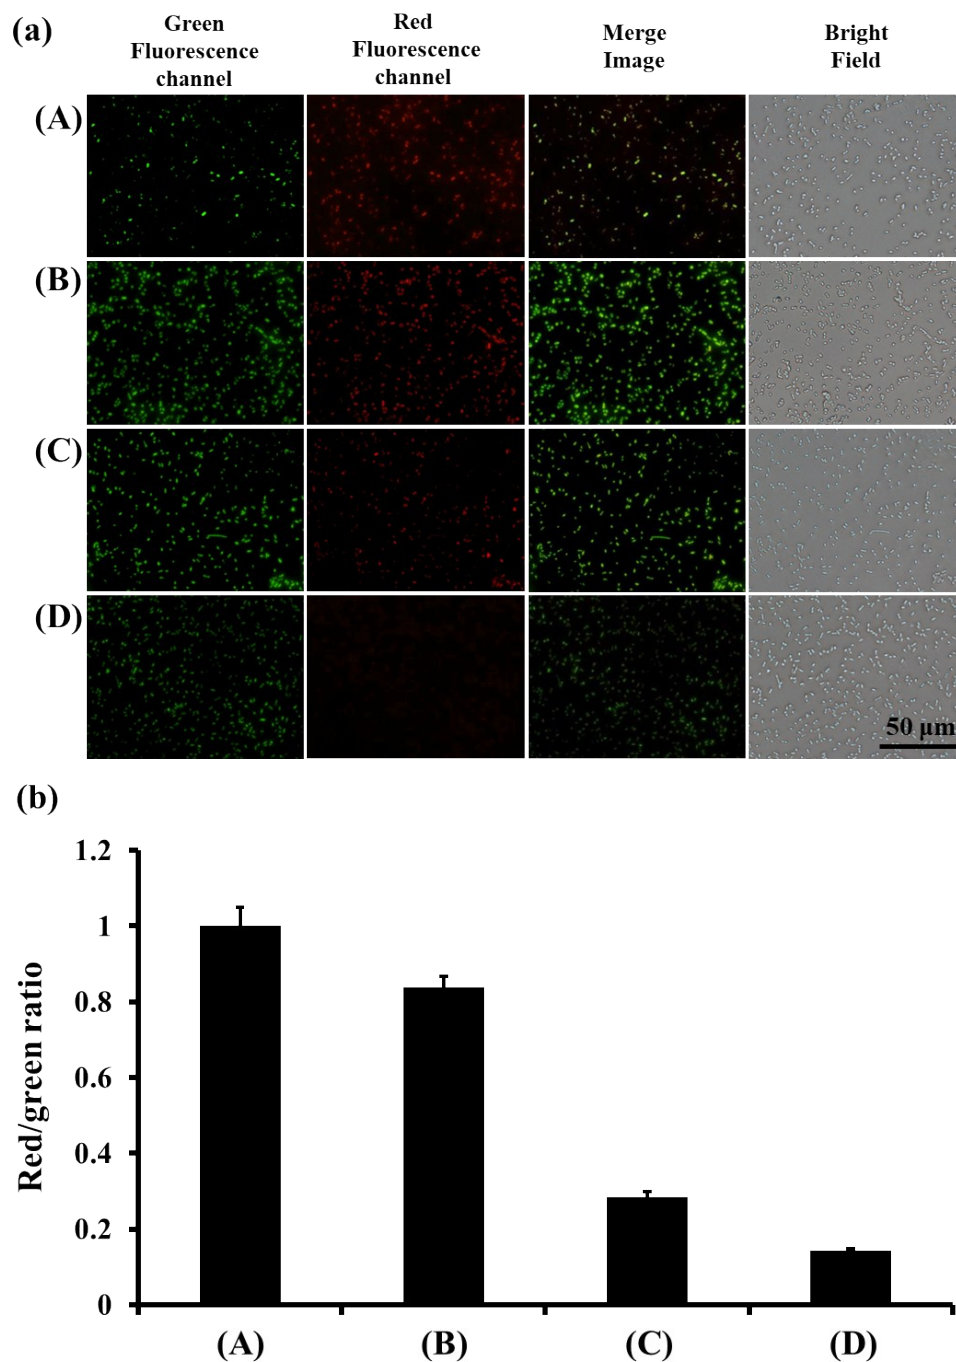 (a)
Green
Fluorescence
channel
Red
Fluorescence
channel
Merge
Image
Bright
Field
(A)
(B)
(C)
(D)
50 μm
(b)
1.2
1
0.8
0.6
0.4
0.2
0
Red/green ratio
(A)
(B)
(C)
(D)